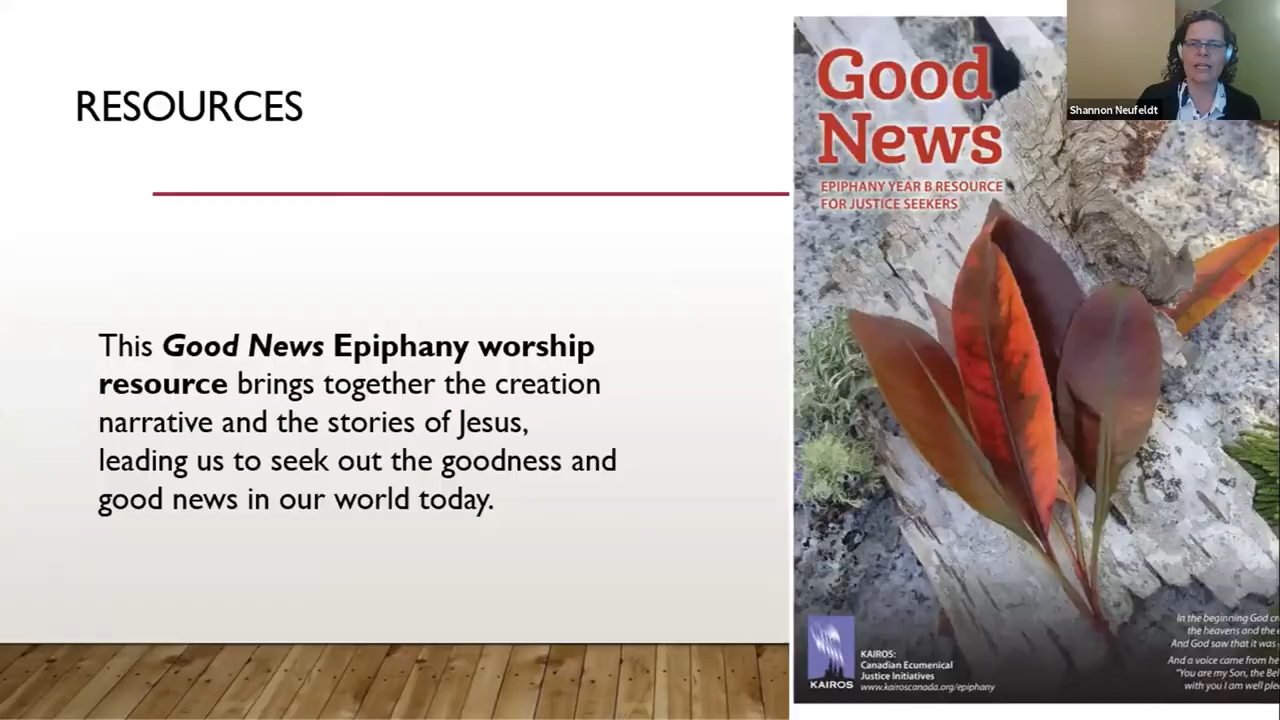 RESOURCES
This Good News Epiphany worship
resource brings together the creation
narrative and the stories of Jesus,
leading us to seek out the goodness and
good news in our world today.
Good
News
EPIPHANY YEAR B RESOURCE
FOR JUSTICE SEEKERS
Shannon Neufeldt
KAIROS
KAIROS:
Canadian Ecumenical
Justice Initiatives
www.kairoscanada.org/epiphany
In the beginning God
the heavens and the
And God saw that it was
And a voice came from
"You are my Son, the
with you I am well